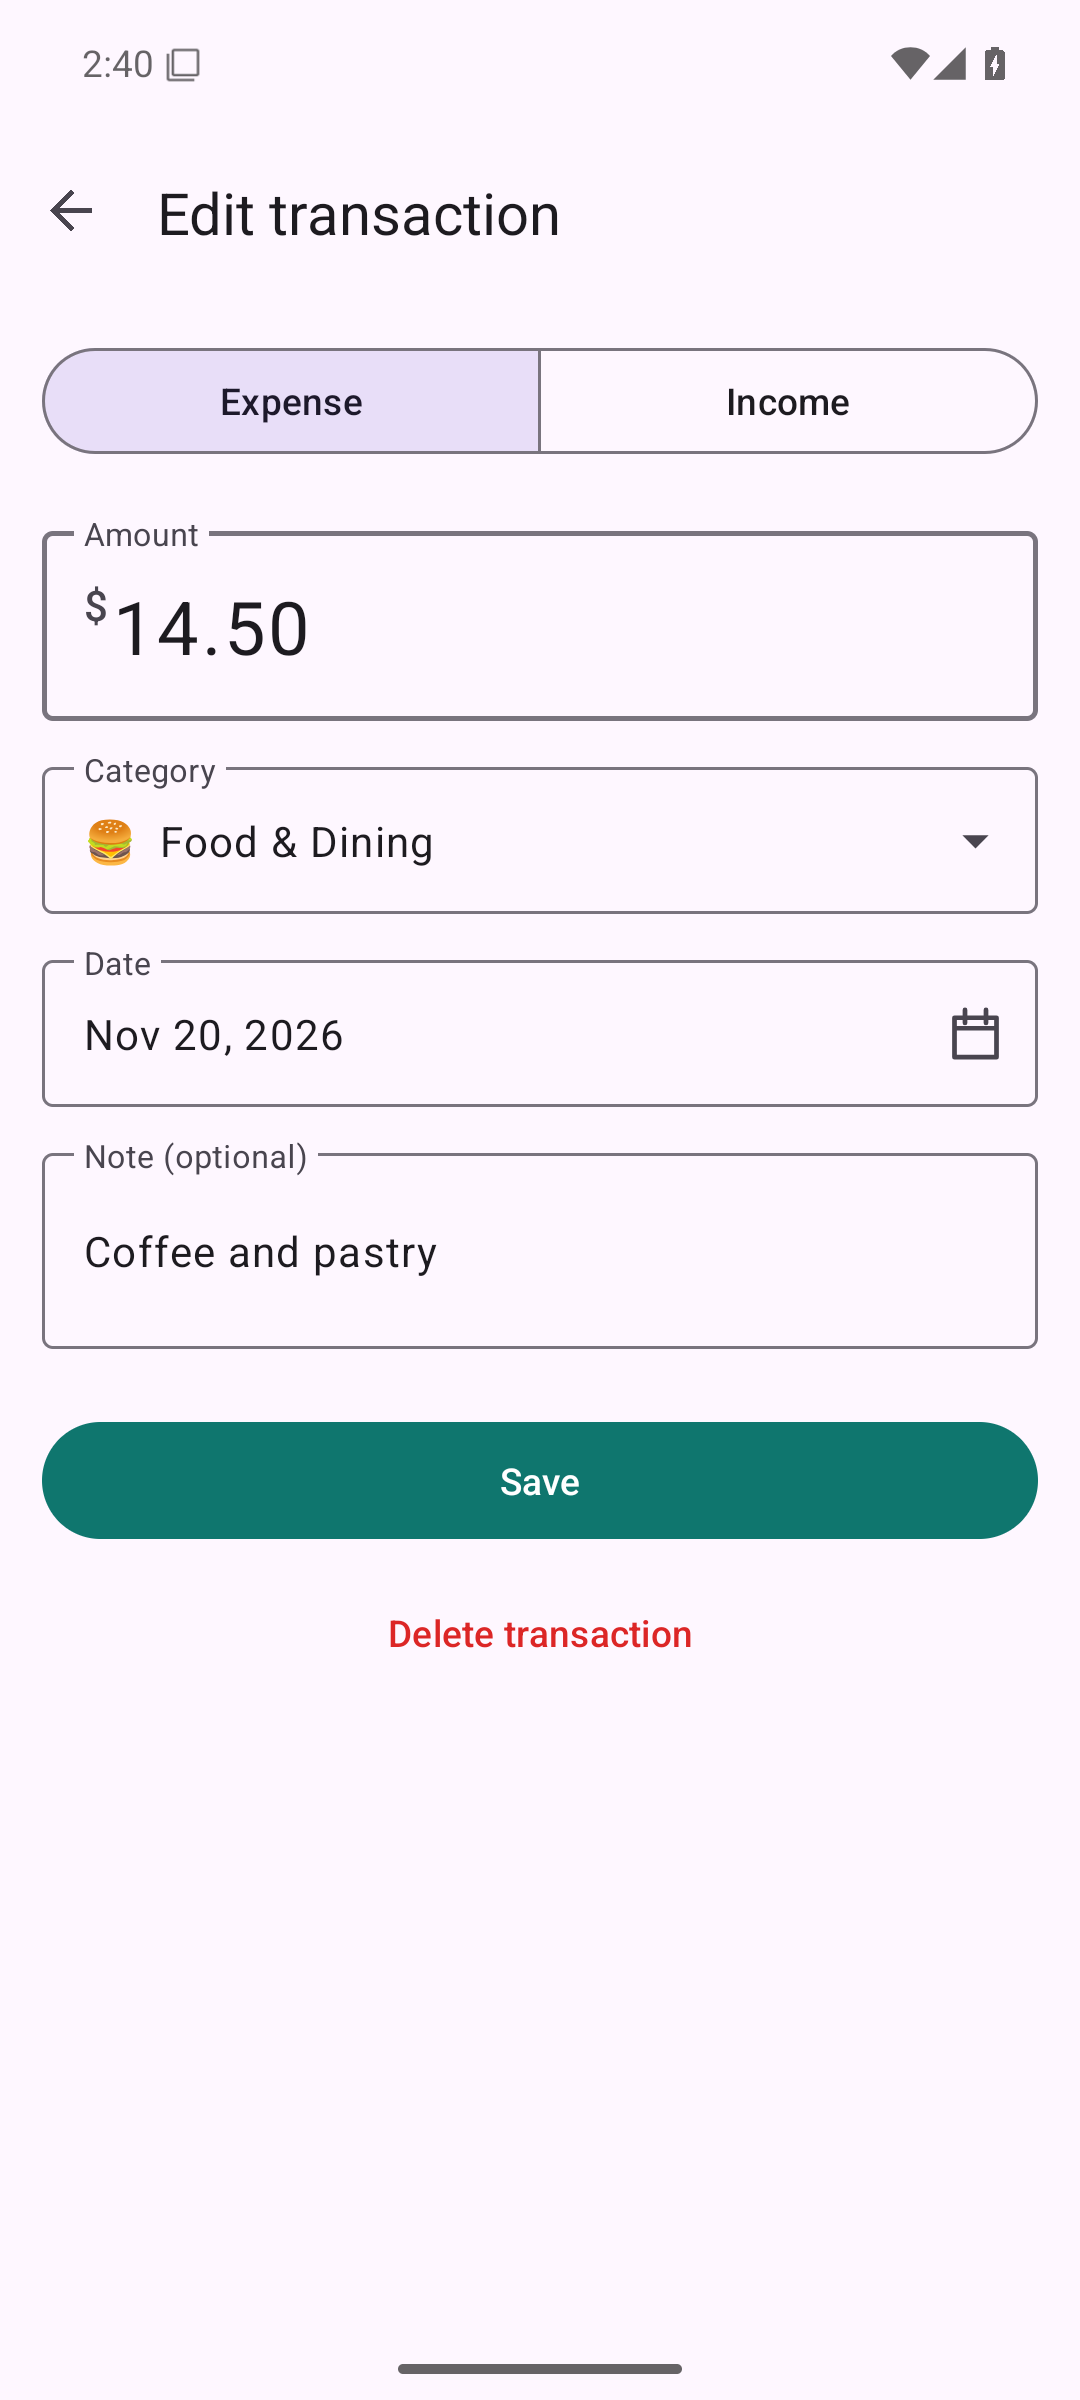 2:40
Edit transaction
Expense
Income
Amount
$14.50
Category
🍔 Food & Dining
Date
Nov 20, 2026
Note (optional)
Coffee and pastry
Save
Delete transaction